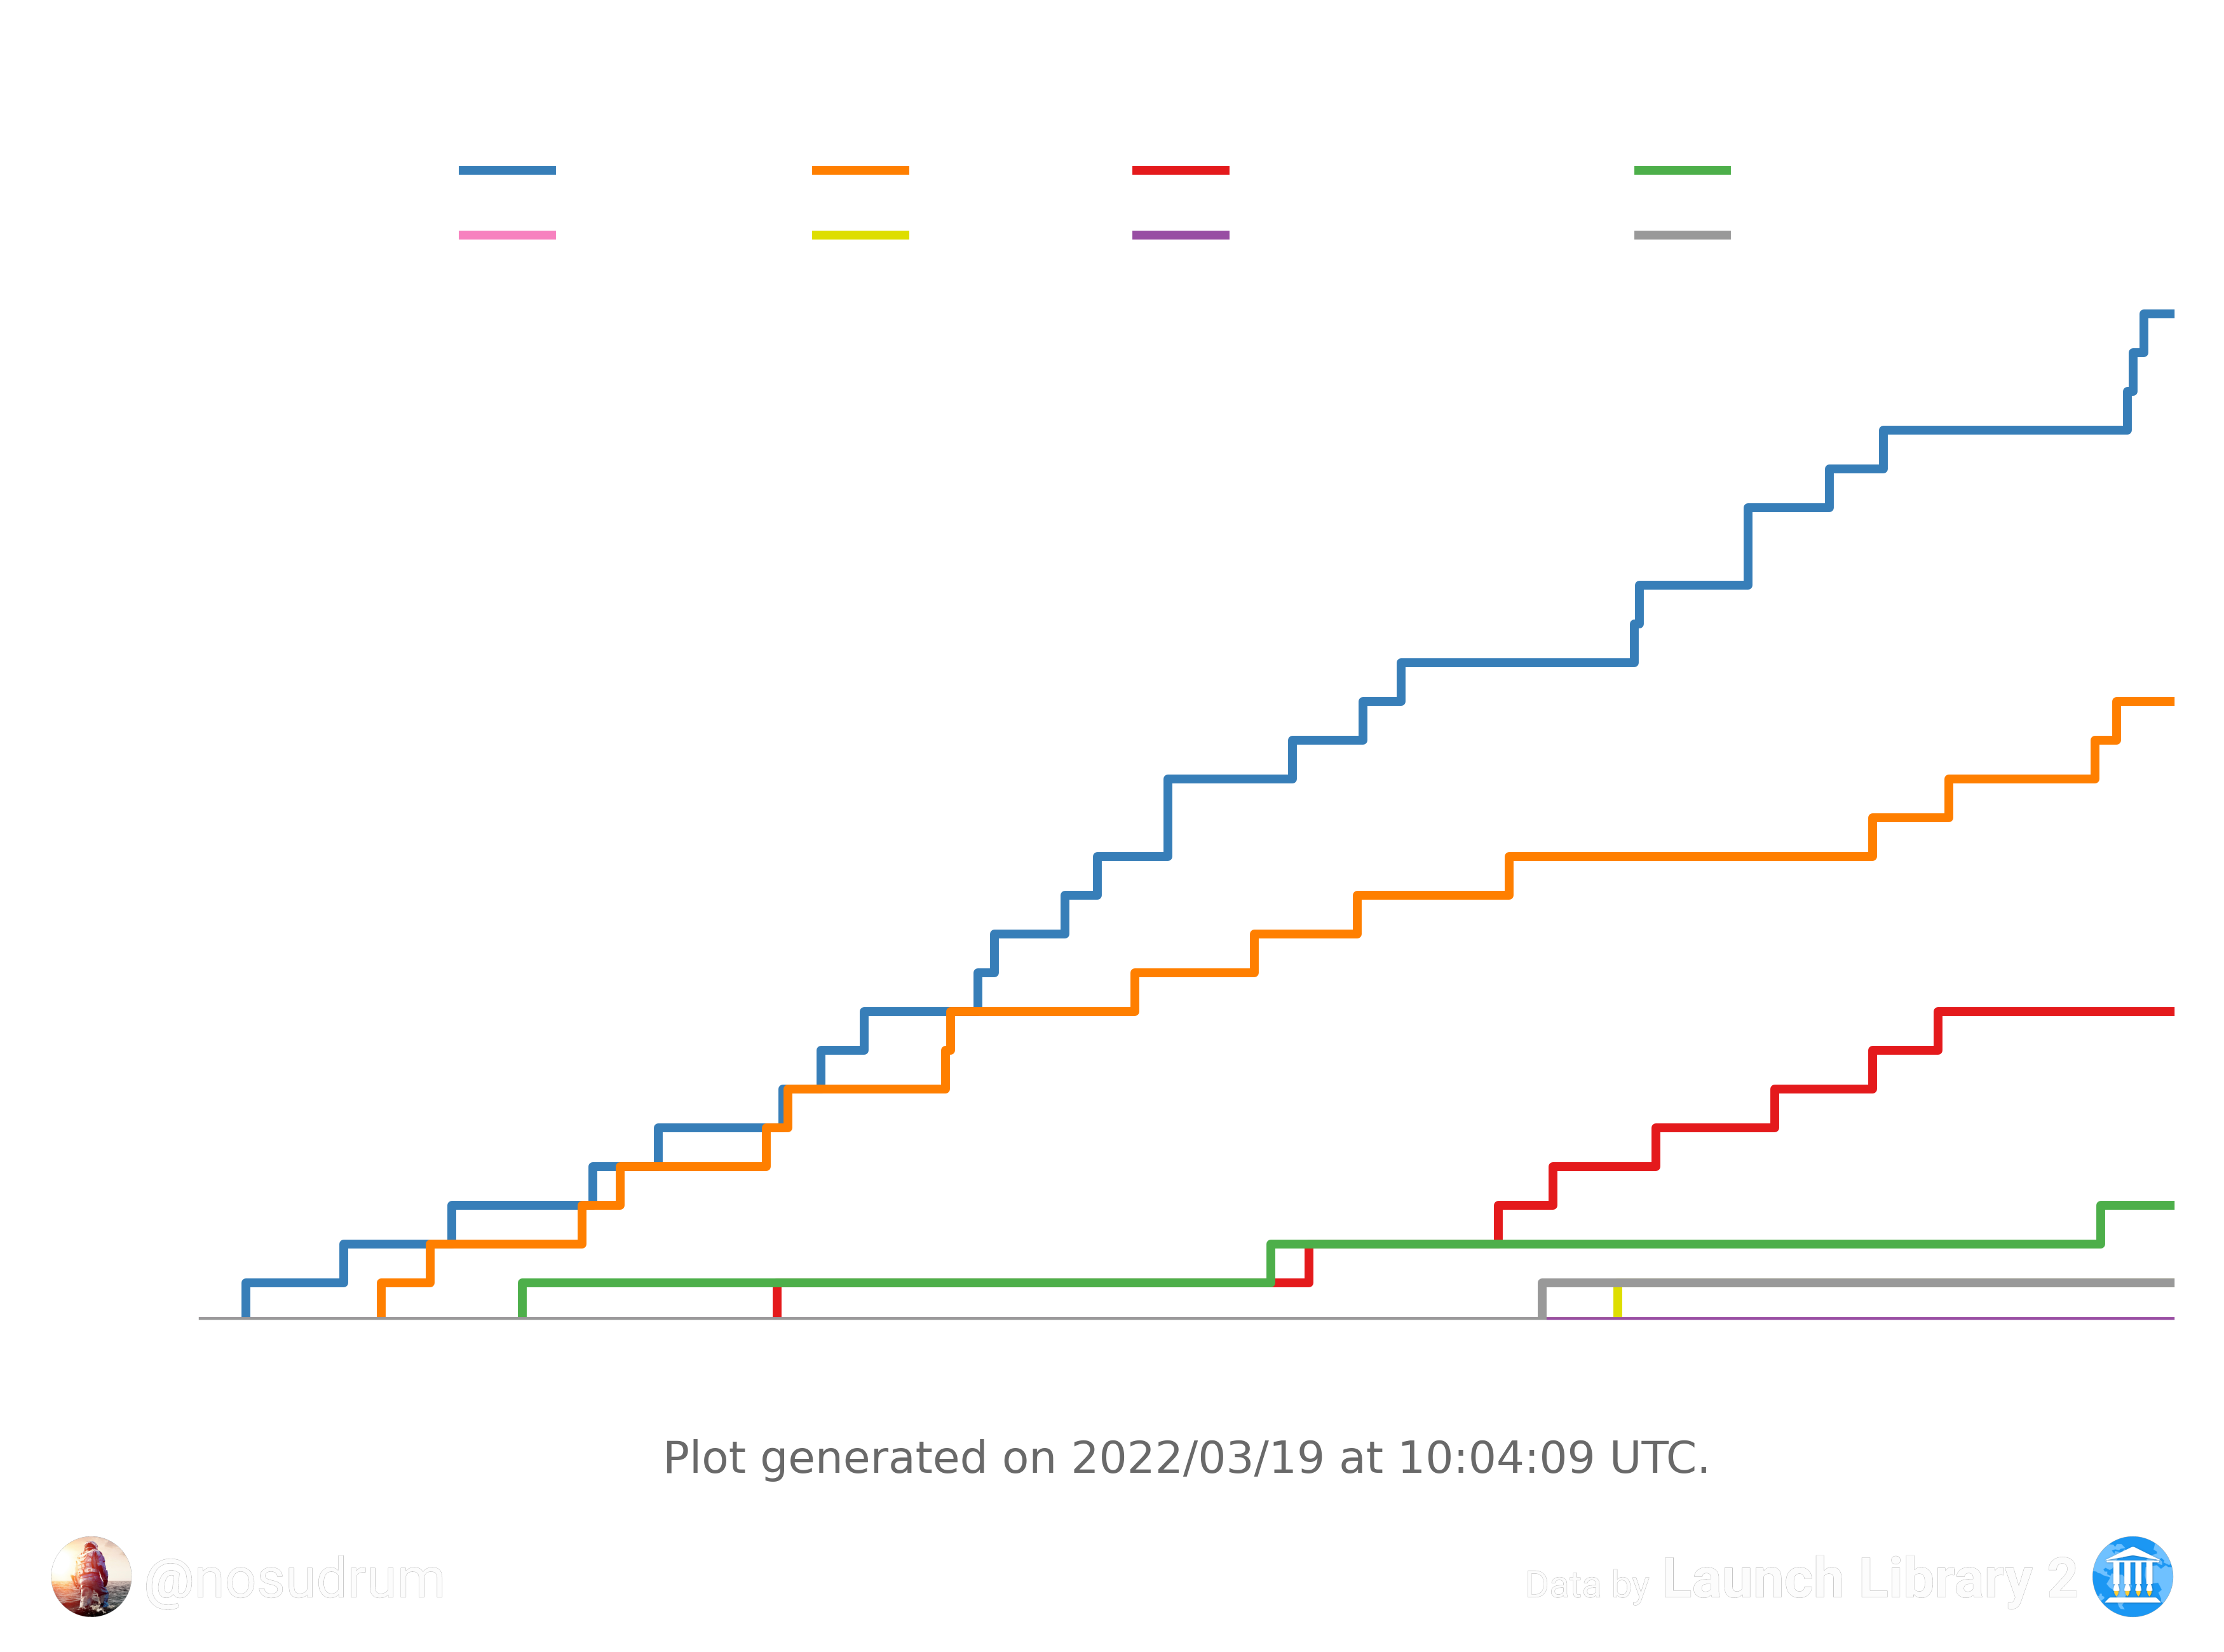 Plot generated on 2022/03/19 at 10:04:09 UTC.
@nosudrum
Data by Launch Library 2